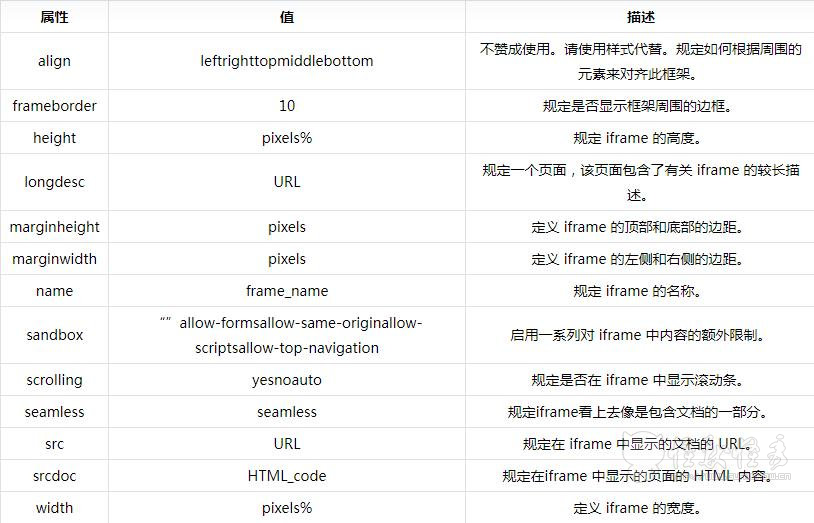 属性 值 描述
align leftrighttopmiddlebottom 不赞成使用。请使用样式代替。规定如何根据周围的
元素来对齐此框架。
frameborder 10 规定是否显示框架周围的边框。
height pixels% 规定 iframe 的高度。
longdesc URL 规定一个页面，该页面包含了有关 iframe 的较长描
述。
marginheight pixels 定义 iframe 的顶部和底部的边距。
marginwidth pixels 定义 iframe 的左侧和右侧的边距。
name frame_name 规定 iframe 的名称。
sandbox “”allow-formsallow-same-originallow- 启用一系列对 iframe 中内容的额外限制。
scriptsallow-top-navigation
scrolling yesnoauto 规定是否在 iframe 中显示滚动条。
seamless seamless 规定iframe看上去像是包含文档的一部分。
src URL 规定在 iframe 中显示的文档的 URL。
srcdoc HTML_code 规定在iframe 中显示的页面的 HTML 内容。
width pixels% 定义 iframe 的宽度。